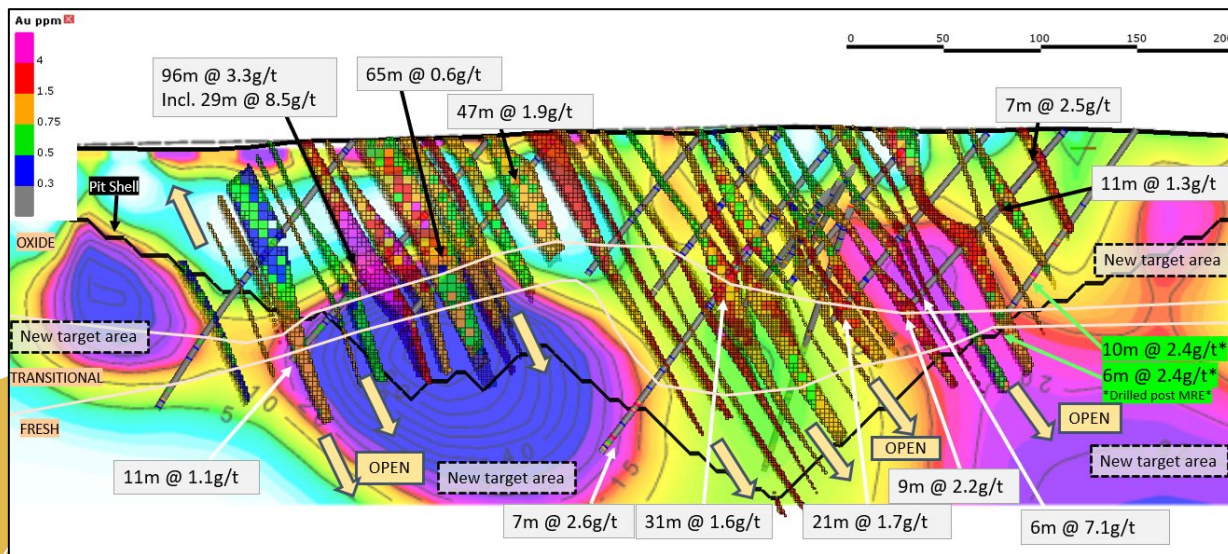 Au ppm
4
1.5
0.75
0.5
0.3
0
50
100
200
96m @ 3.3g/t
Incl. 29m @ 8.5g/t
65m @ 0.6g/t
47m @ 1.9g/t
7m @ 2.5g/t
11m @ 1.3g/t
Pit Shell
OXIDE
New target area
New target area
TRANSITIONAL
10m @ 2.4g/t*
6m @ 2.4g/t*
*Drilled post MRE*
FRESH
OPEN
OPEN
OPEN
11m @ 1.1g/t
New target area
New target area
9m @ 2.2g/t
7m @ 2.6g/t
31m @ 1.6g/t
21m @ 1.7g/t
6m @ 7.1g/t